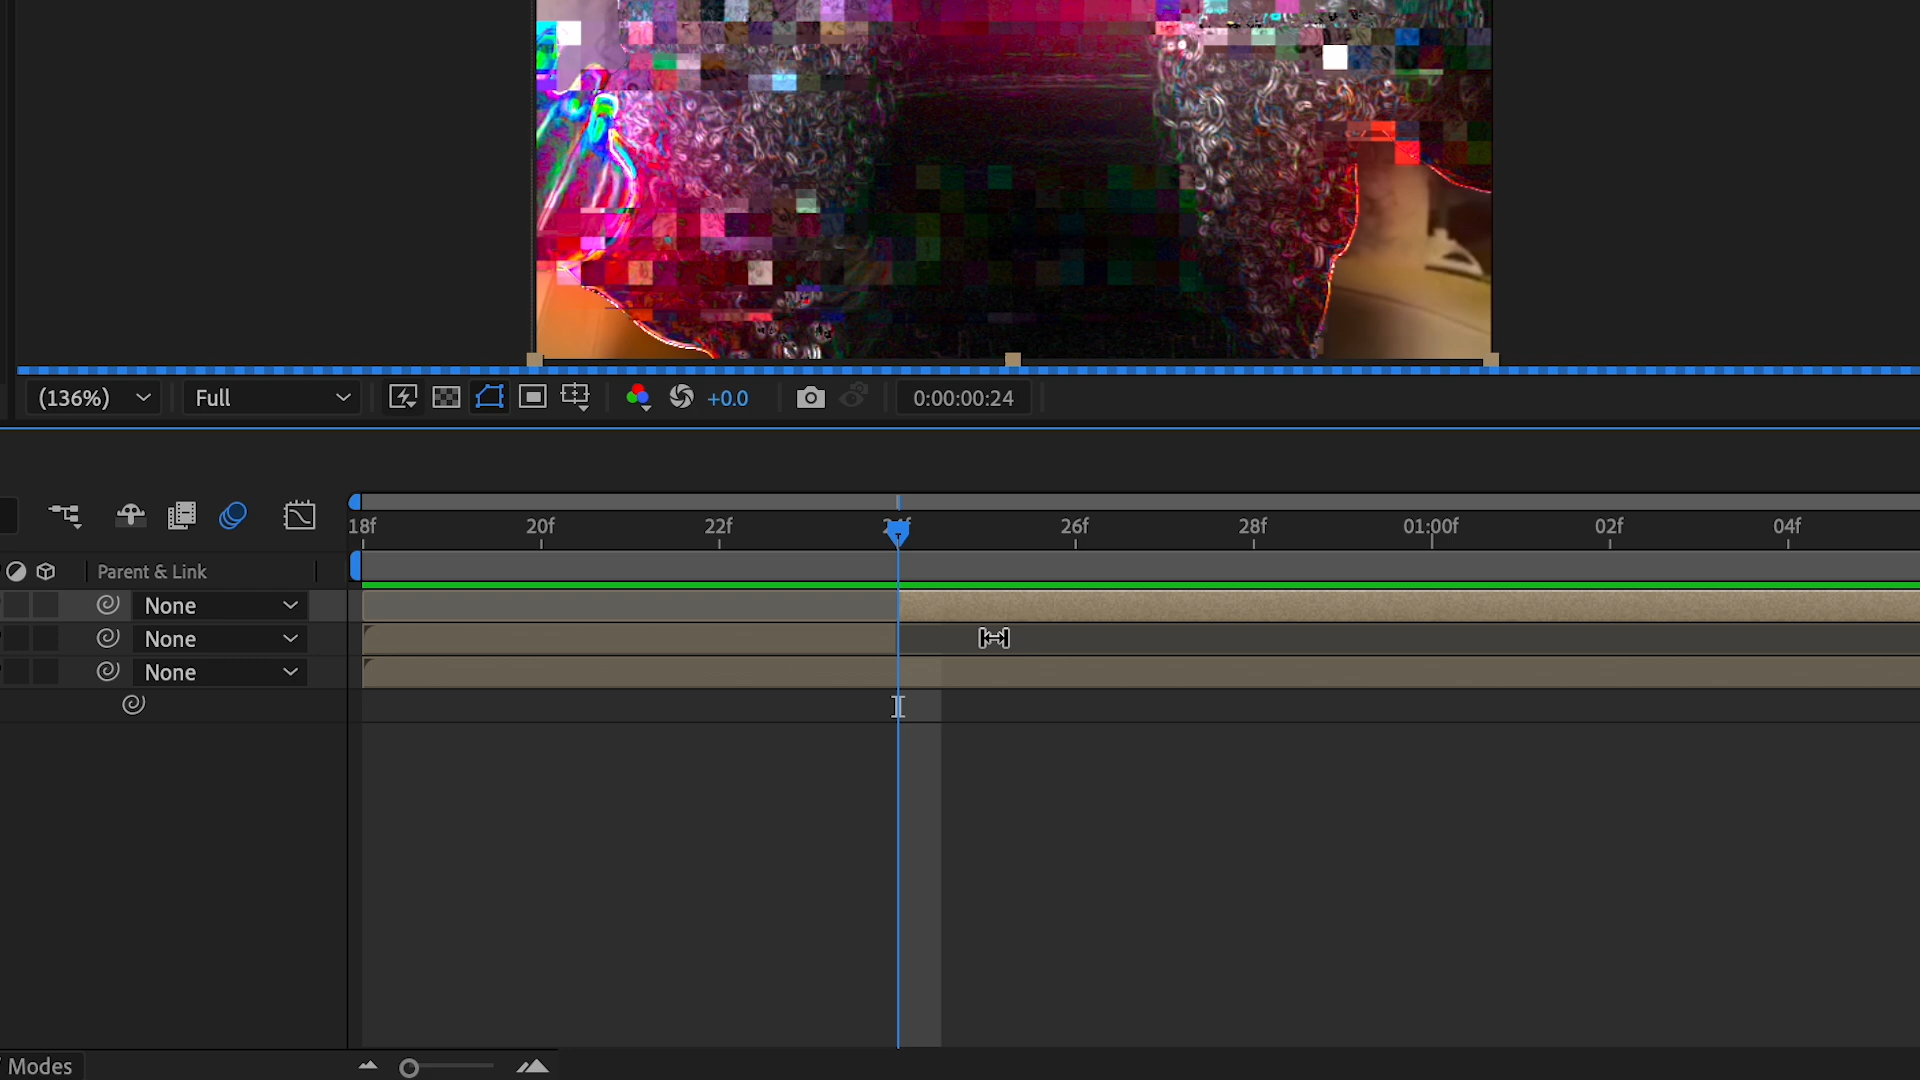 (136%) Full +0.0 0:00:00:24
18f 20f 22f 24f 26f 28f 01:00f 02f 04f
Parent & Link
None
None
None
Modes